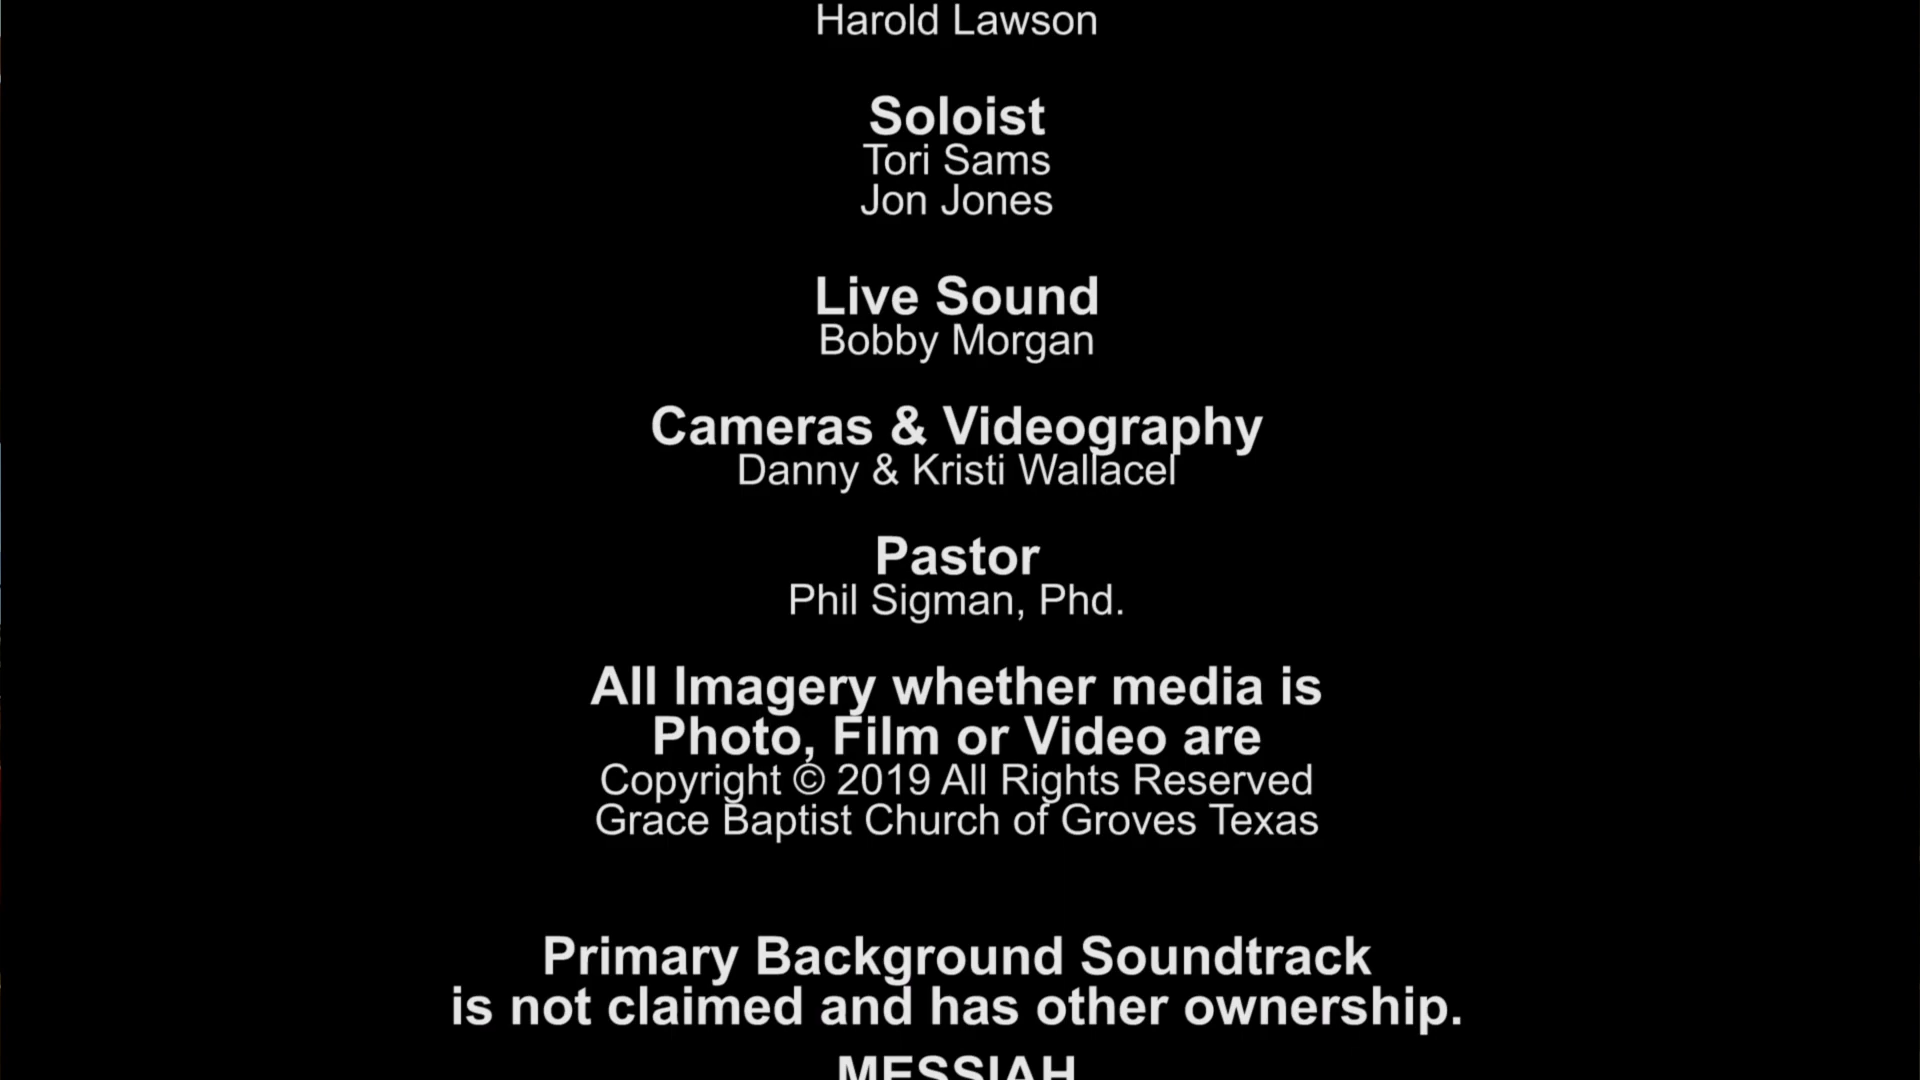 Harold Lawson
Soloist
Tori Sams
Jon Jones
Live Sound
Bobby Morgan
Cameras & Videography
Danny & Kristi Wallacel
Pastor
Phil Sigman, Phd.
All Imagery whether media is
Photo, Film or Video are
Copyright © 2019 All Rights Reserved
Grace Baptist Church of Groves Texas
Primary Background Soundtrack
is not claimed and has other ownership.
MESSIAH